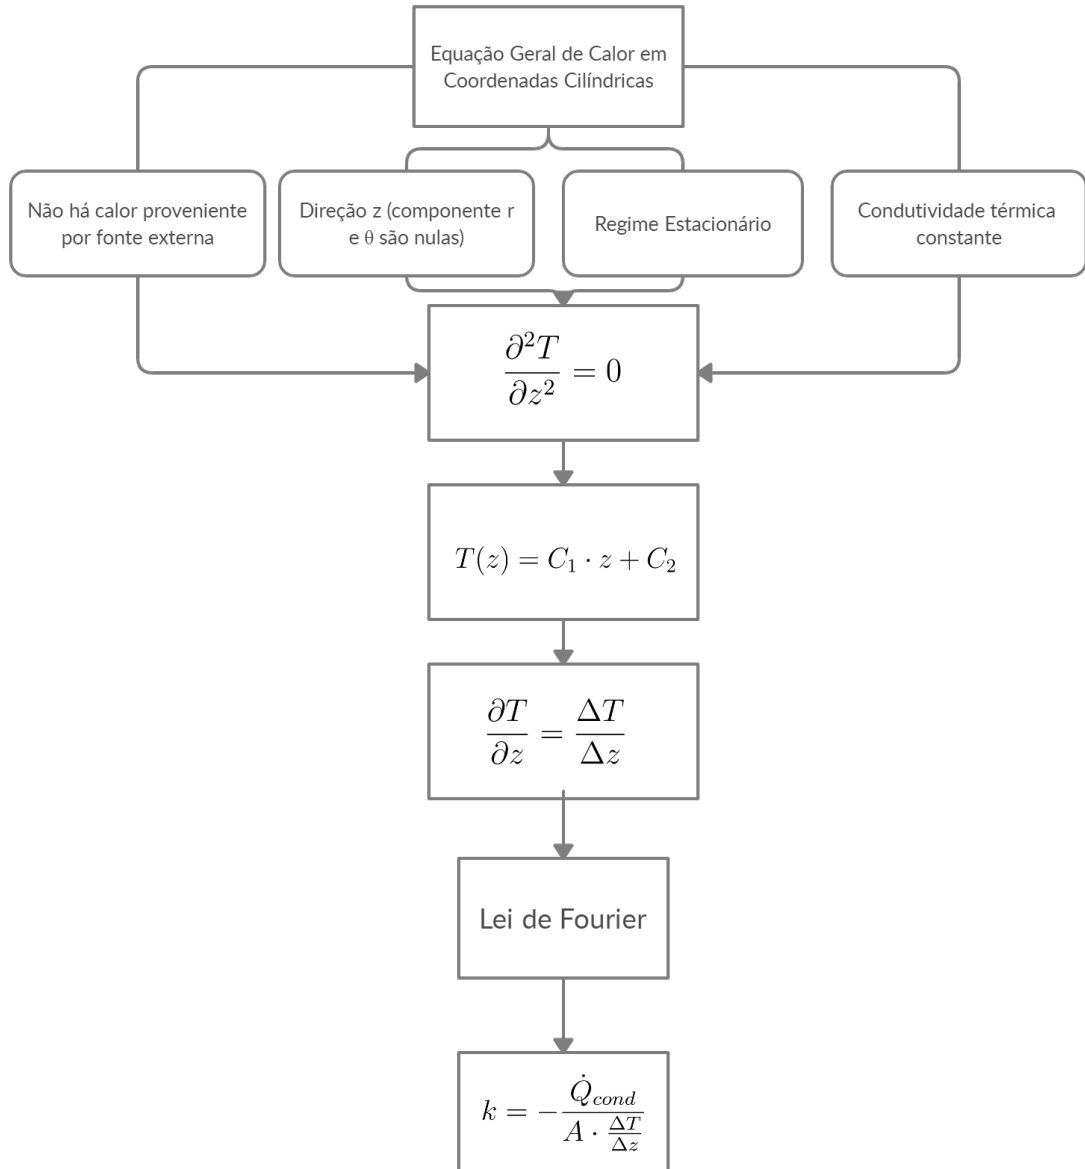 Equação Geral de Calor em
Coordenadas Cilíndricas
Não há calor proveniente
por fonte externa
Direção z (componente r
e θ são nulas)
Regime Estacionário
Condutividade térmica
constante
∂²T/∂z² = 0
T(z) = C₁ · z + C₂
∂T/∂z = ΔT/Δz
Lei de Fourier
k = −Q̇_cond/(A · ΔT/Δz)